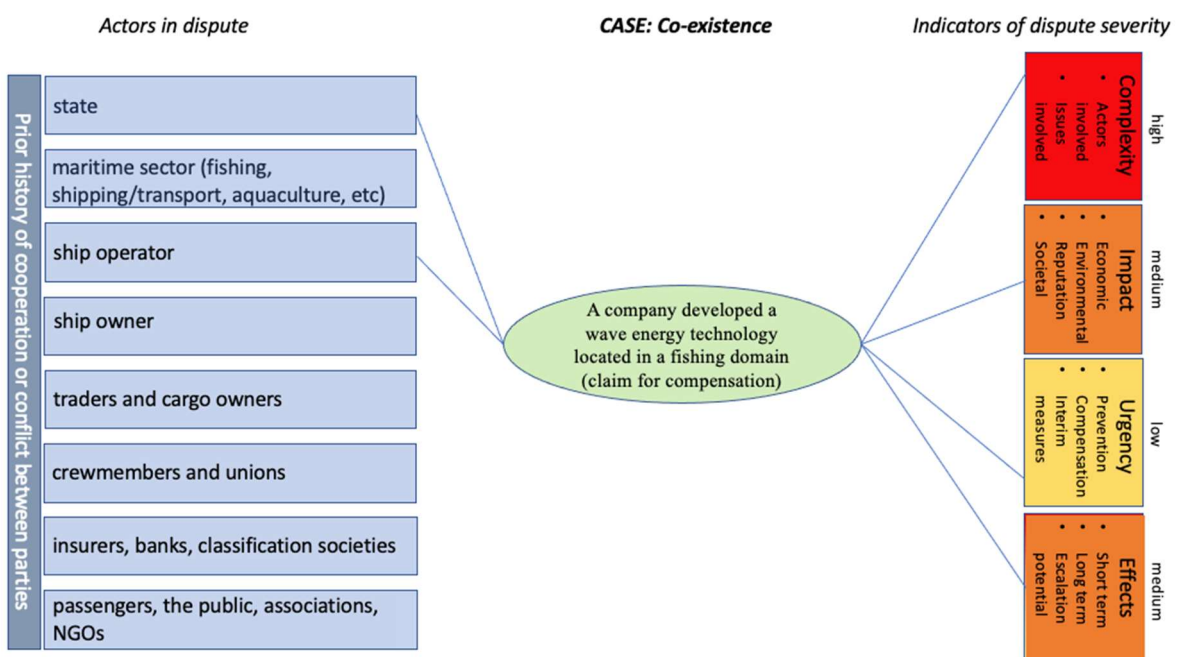 Actors in dispute
CASE: Co-existence
Indicators of dispute severity
Prior history of cooperation or conflict between parties
state
maritime sector (fishing,
shipping/transport, aquaculture, etc)
ship operator
ship owner
traders and cargo owners
crewmembers and unions
insurers, banks, classification societies
passengers, the public, associations,
NGOs
A company developed a
wave energy technology
located in a fishing domain
(claim for compensation)
high
Complexity
• Actors
involved
• Issues
involved
medium
Impact
• Economic
• Environmental
• Reputation
• Societal
low
Urgency
• Prevention
• Compensation
• Interim
measures
medium
Effects
• Short term
• Long term
• Escalation
potential